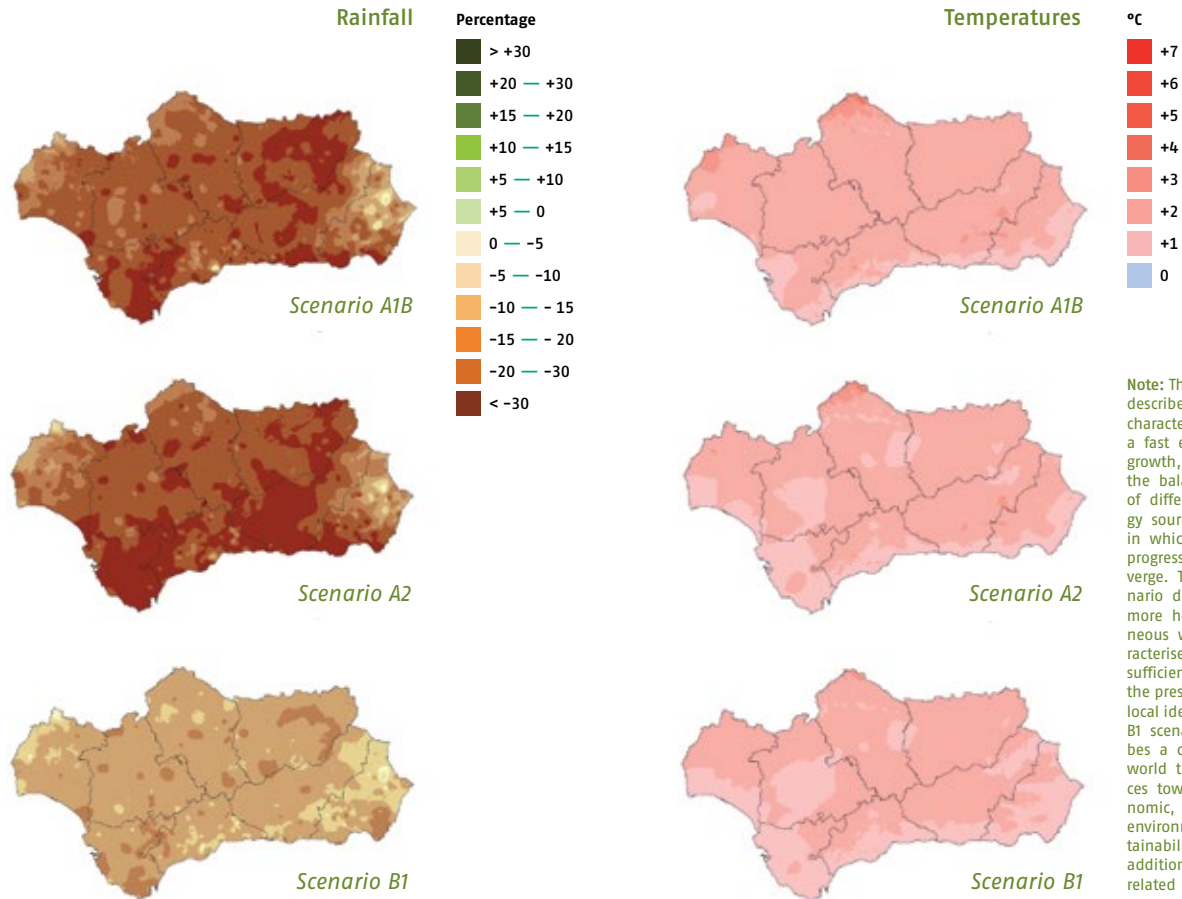 Rainfall
Percentage
> +30
+20 — +30
+15 — +20
+10 — +15
+5 — +10
+5 — 0
0 — -5
-5 — -10
-10 — - 15
-15 — - 20
-20 — -30
< -30
Scenario A1B
Scenario A2
Scenario B1
Temperatures
°C
+7
+6
+5
+4
+3
+2
+1
0
Scenario A1B
Scenario A2
Scenario B1
Note: Th
describe
characte
a fast e
growth,
the bala
of diffe
gy sour
in which
progress
verge. T
nario d
more h
neous w
racterise
sufficien
the pres
local ide
B1 scena
bes a c
world t
ces tow
nomic,
environ
tainabil
addition
related